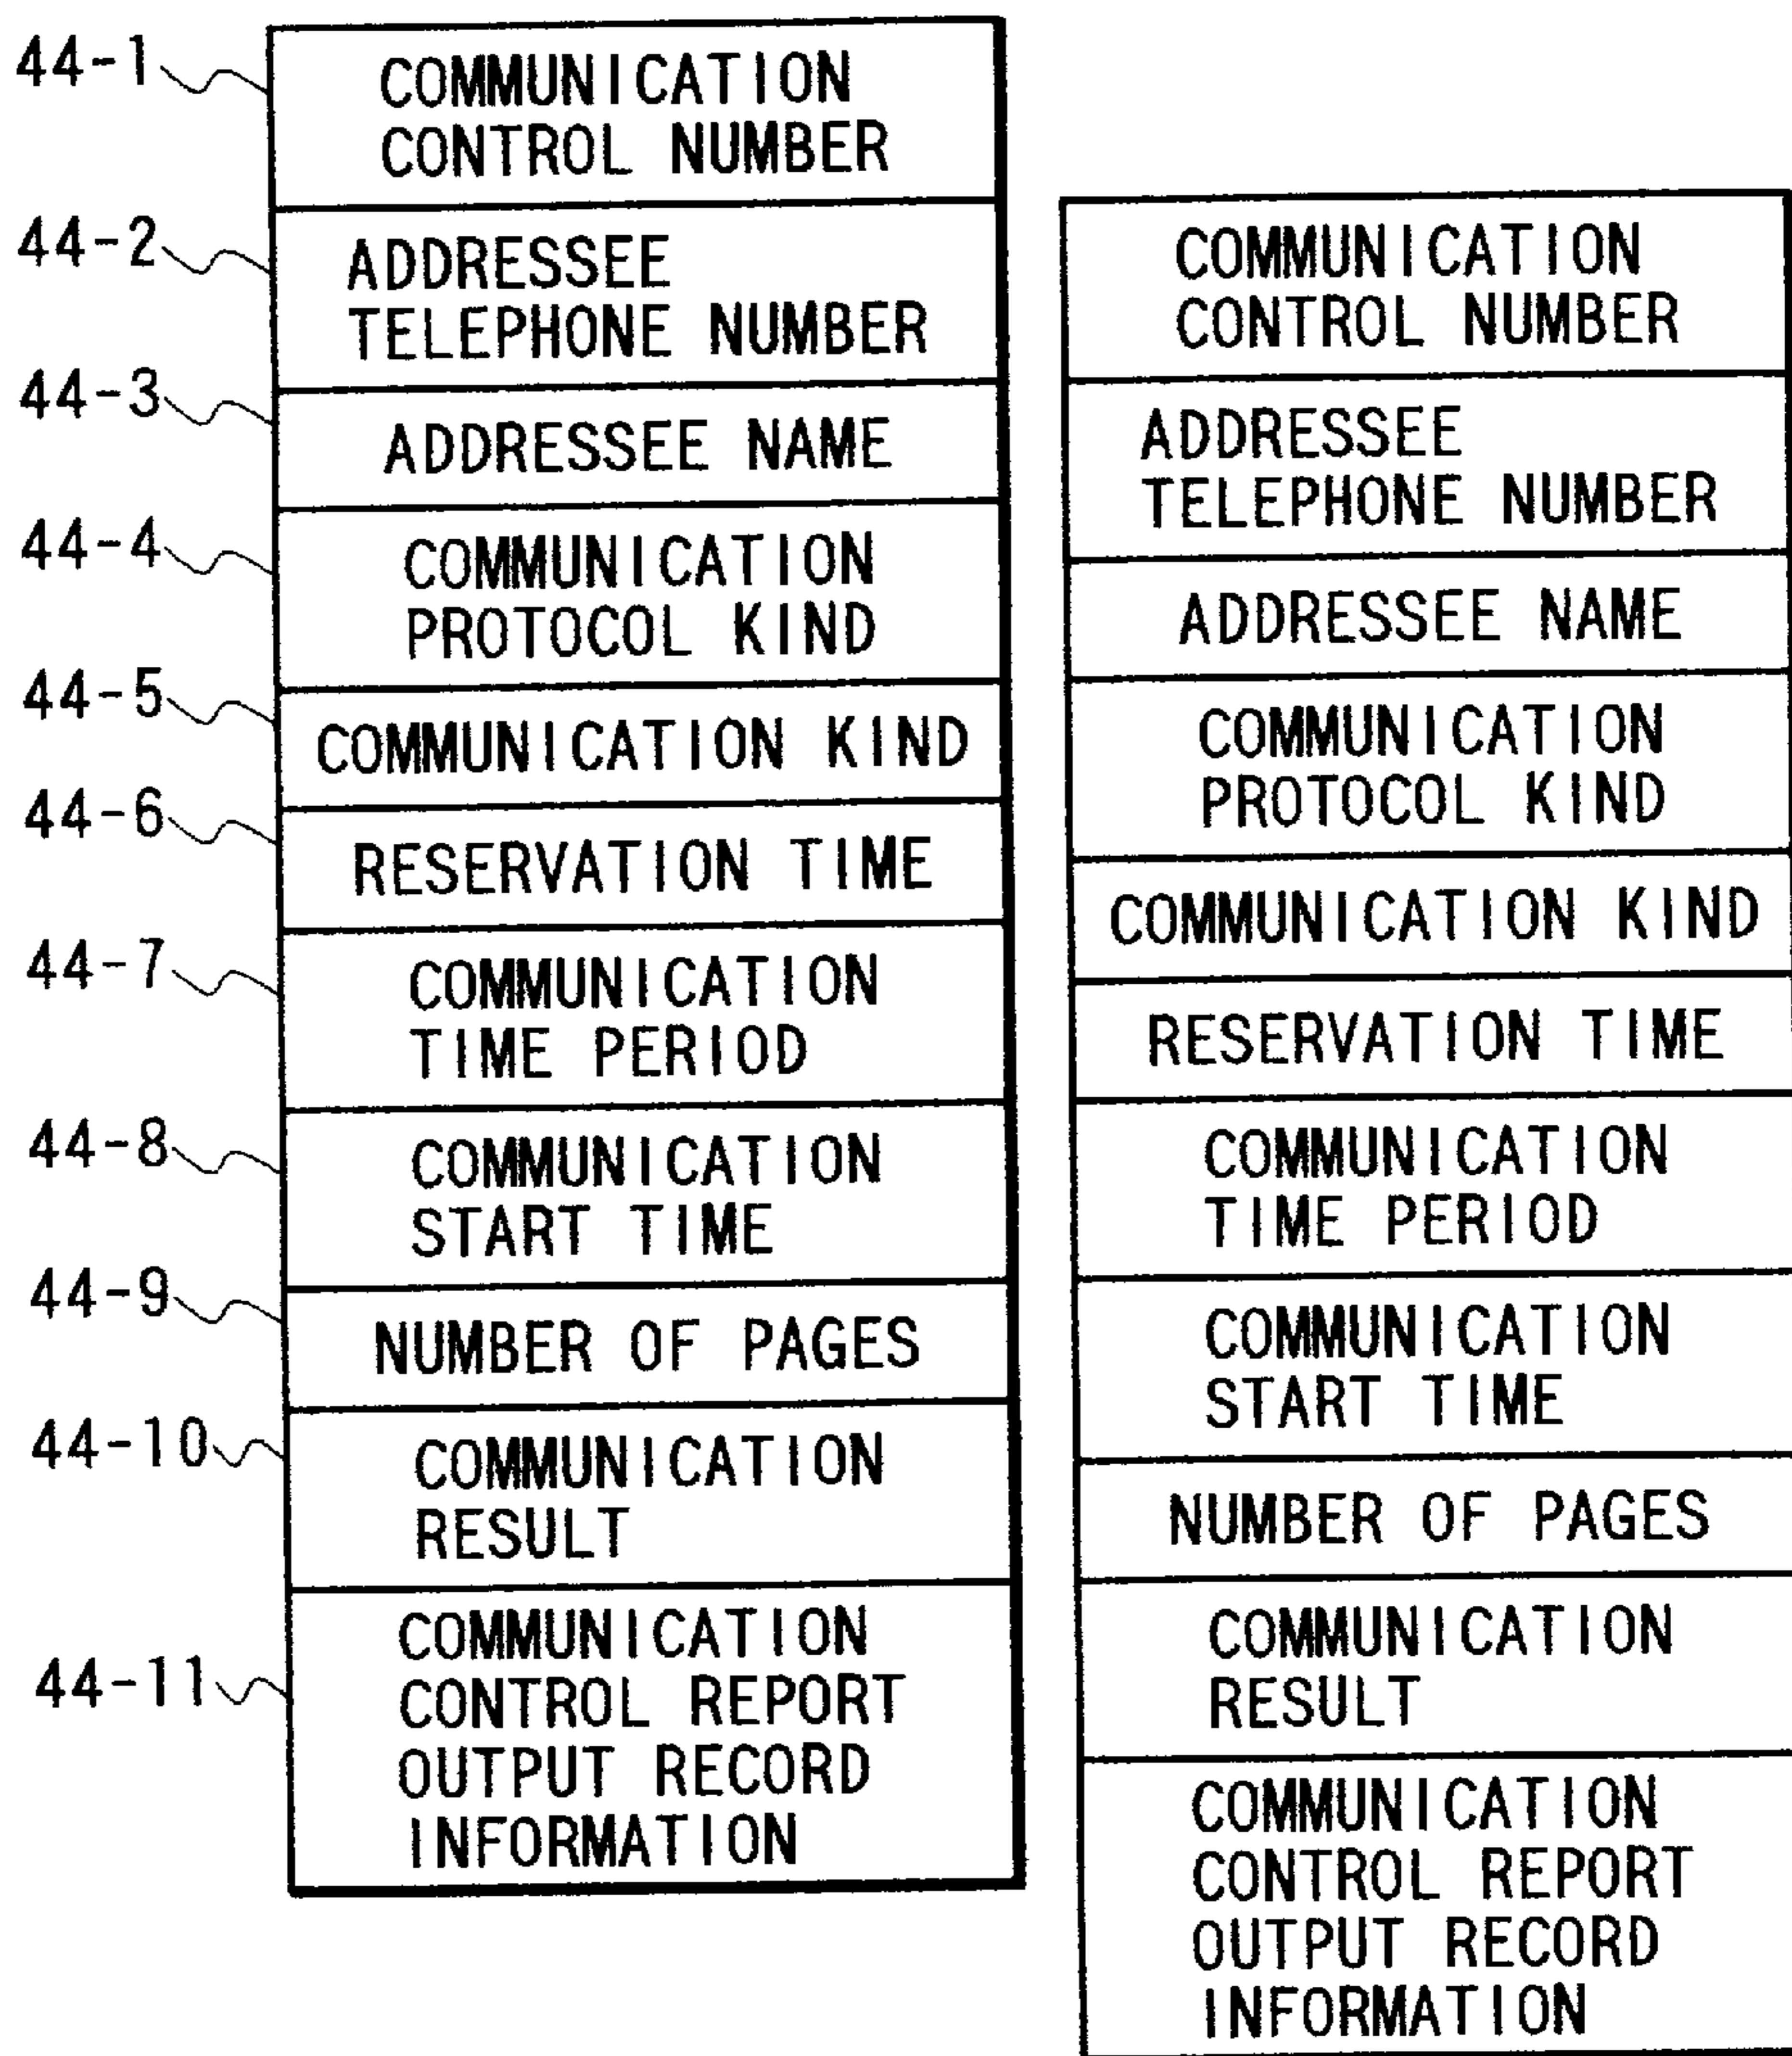 44-1
COMMUNICATION
CONTROL NUMBER
44-2
ADDRESSEE
TELEPHONE NUMBER
44-3
ADDRESSEE NAME
44-4
COMMUNICATION
PROTOCOL KIND
44-5
COMMUNICATION KIND
44-6
RESERVATION TIME
44-7
COMMUNICATION
TIME PERIOD
44-8
COMMUNICATION
START TIME
44-9
NUMBER OF PAGES
44-10
COMMUNICATION
RESULT
44-11
COMMUNICATION
CONTROL REPORT
OUTPUT RECORD
INFORMATION
COMMUNICATION
CONTROL NUMBER
ADDRESSEE
TELEPHONE NUMBER
ADDRESSEE NAME
COMMUNICATION
PROTOCOL KIND
COMMUNICATION KIND
RESERVATION TIME
COMMUNICATION
TIME PERIOD
COMMUNICATION
START TIME
NUMBER OF PAGES
COMMUNICATION
RESULT
COMMUNICATION
CONTROL REPORT
OUTPUT RECORD
INFORMATION